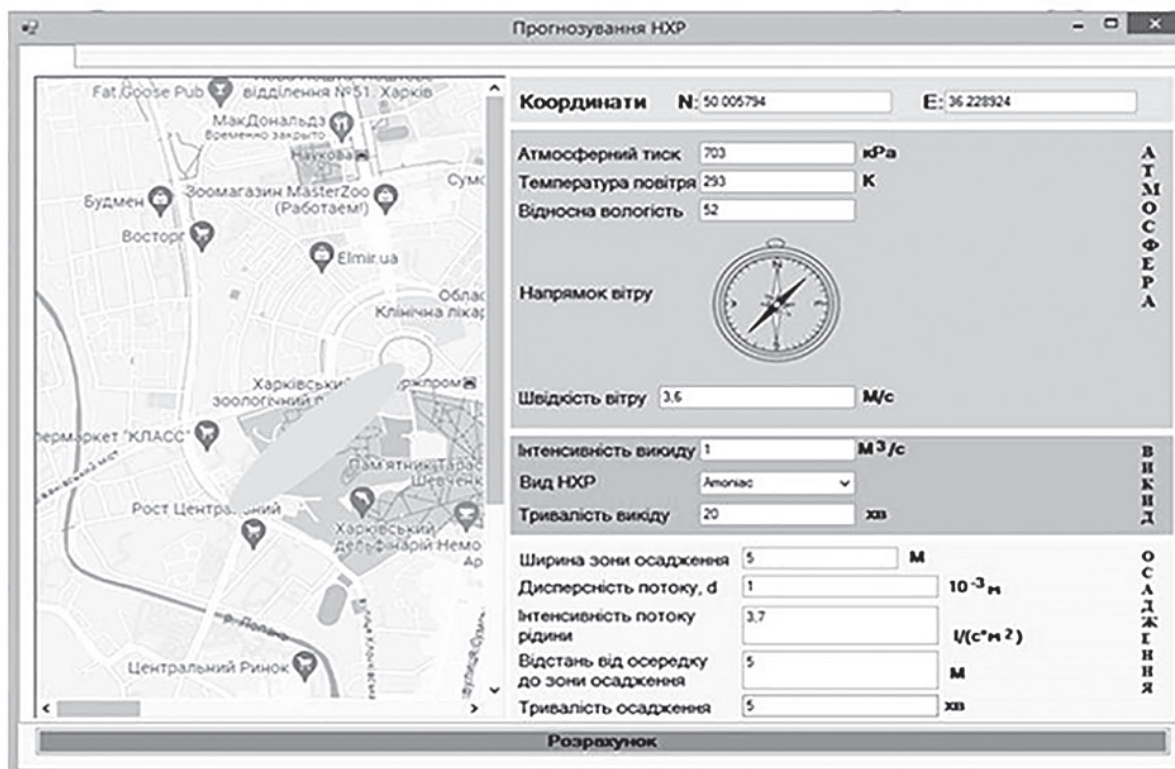 Прогнозування НХР
Fat Goose Pub
відділення №51. Харків
МакДональдз
Временно закрыто
Наукова
Сумс
Зоомагазин MasterZoo
(Работаем!)
Будмен
Восторг
Elmir.ua
Облас
Клінічна лікар
Харківський
зоологічний
ржпром
пермаркет "КЛАСС"
Пам'ятник Тарас
Шевченк
Рост Центральний
Харківський
дельфінарій Немо
р. Лопань
Центральний Ринок
Координати N: 50.005794 E: 36.228924
Атмосферний тиск 703 кPa
Температура повітря 293 К
Відносна вологість 52
Напрямок вітру
N
Швідкість вітру 3,6 М/с
АТМОСФЕРА
Інтенсивність викиду 1 М3/с
Вид НХР Amoniac
Тривалість викіду 20 хв
ВИКИД
Ширина зони осадження 5 М
Дисперсність потоку, d 1 10-3 м
Інтенсивність потоку
рідини 3,7 l/(с*м2)
Відстань від осередку
до зони осадження 5 М
Тривалість осадження 5 хв
ОСАДЖЕННЯ
Розрахунок